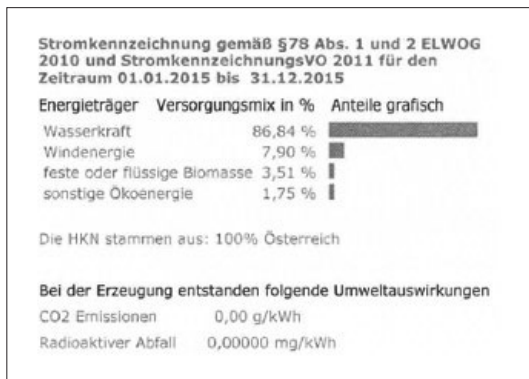 Stromkennzeichnung gemäß §78 Abs. 1 und 2 ELWOG
2010 und StromkennzeichnungsVO 2011 für den
Zeitraum 01.01.2015 bis 31.12.2015
Energieträger Versorgungsmix in % Anteile grafisch
Wasserkraft 86,84 %
Windenergie 7,90 %
feste oder flüssige Biomasse 3,51 %
sonstige Ökoenergie 1,75 %
Die HKN stammen aus: 100% Österreich
Bei der Erzeugung entstanden folgende Umweltauswirkungen
CO2 Emissionen 0,00 g/kWh
Radioaktiver Abfall 0,00000 mg/kWh